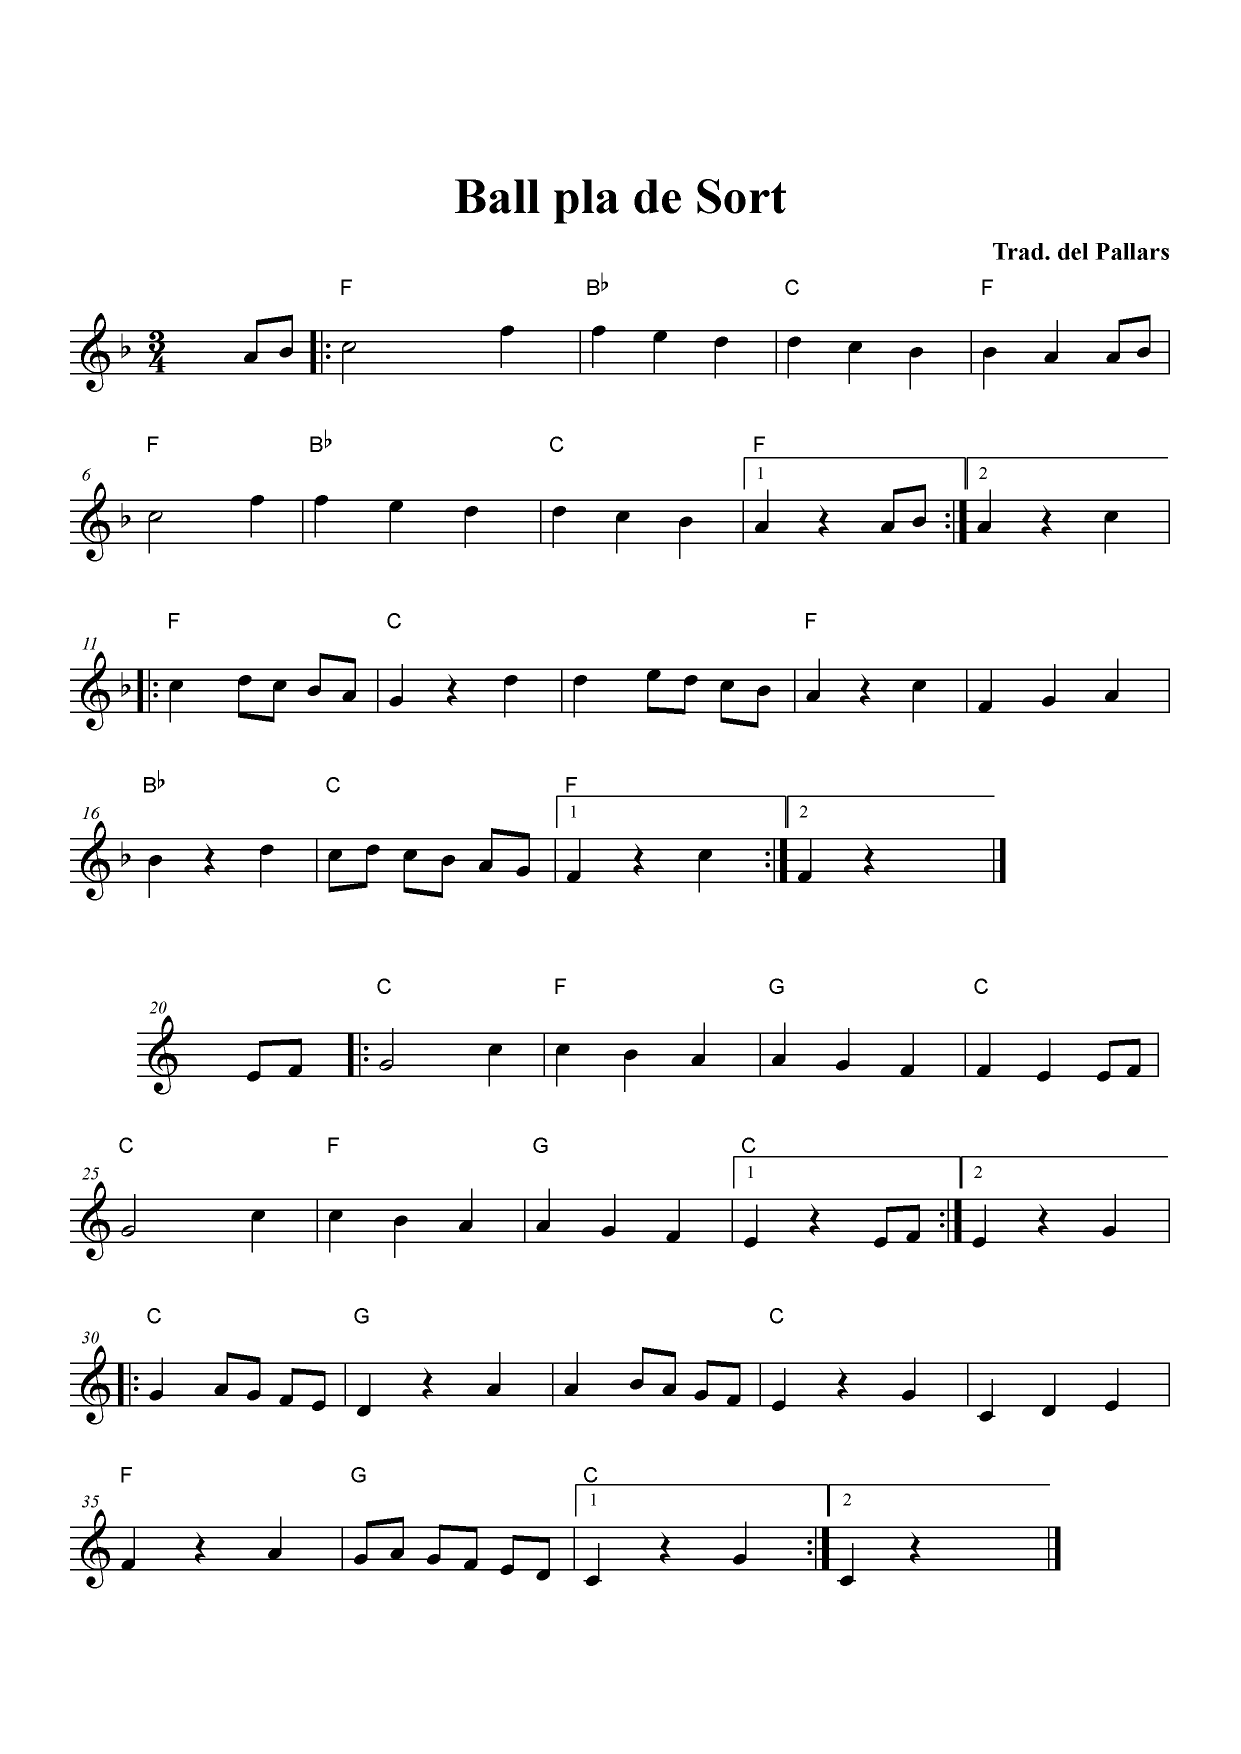 Ball pla de Sort
Trad. del Pallars
F B♭ C F
3
4
F B♭ C F
6
1 2
F C F
11
B♭ C F
16
1 2
C F G C
20
C F G C
25
1 2
C G C
30
F G C
35
1 2